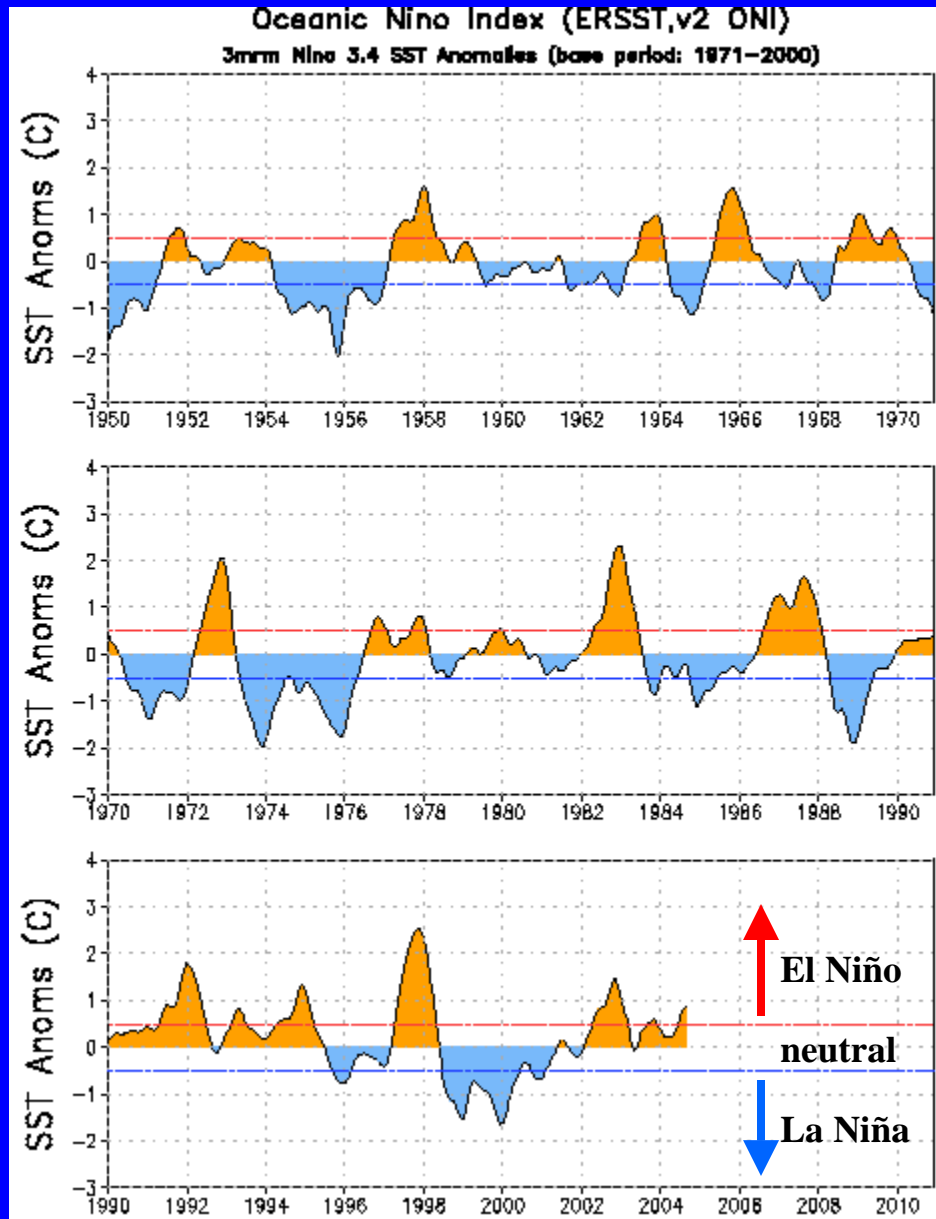 Oceanic Nino Index (ERSST,v2 ONI)
3mrm Nino 3.4 SST Anomalies (base period: 1971-2000)
SST Anoms (C)
4
3
2
1
0
-1
-2
-3
1950 1952 1954 1956 1958 1960 1962 1964 1966 1968 1970
SST Anoms (C)
4
3
2
1
0
-1
-2
-3
1970 1972 1974 1976 1978 1980 1982 1984 1986 1988 1990
SST Anoms (C)
4
3
2
1
0
-1
-2
-3
El Niño
neutral
La Niña
1990 1992 1994 1996 1998 2000 2002 2004 2006 2008 2010